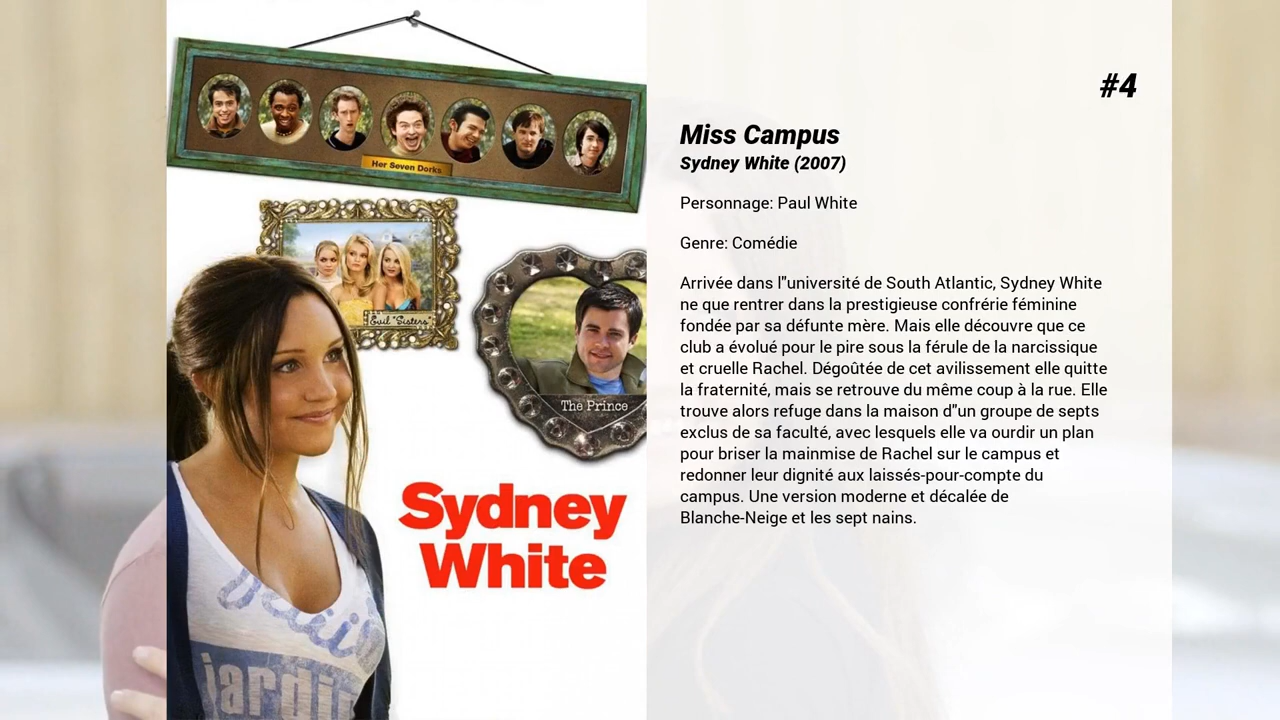 #4
Miss Campus
Sydney White (2007)
Personnage: Paul White
Genre: Comédie
Arrivée dans l"université de South Atlantic, Sydney White
ne que rentrer dans la prestigieuse confrérie féminine
fondée par sa défunte mère. Mais elle découvre que ce
club a évolué pour le pire sous la férule de la narcissique
et cruelle Rachel. Dégoûtée de cet avilissement elle quitte
la fraternité, mais se retrouve du même coup à la rue. Elle
trouve alors refuge dans la maison d"un groupe de septs
exclus de sa faculté, avec lesquels elle va ourdir un plan
pour briser la mainmise de Rachel sur le campus et
redonner leur dignité aux laissés-pour-compte du
campus. Une version moderne et décalée de
Blanche-Neige et les sept nains.
Her Seven Dorks
Evil "Sisters"
The Prince
Sydney
White
jardin